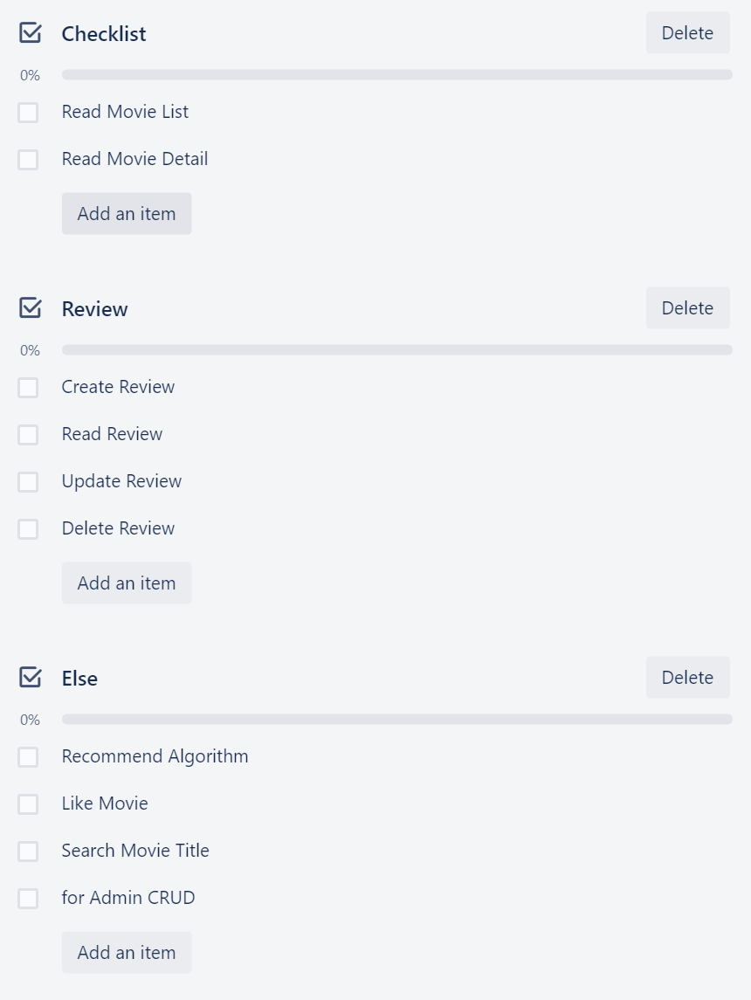 Checklist
Delete
0%
Read Movie List
Read Movie Detail
Add an item
Review
Delete
0%
Create Review
Read Review
Update Review
Delete Review
Add an item
Else
Delete
0%
Recommend Algorithm
Like Movie
Search Movie Title
for Admin CRUD
Add an item